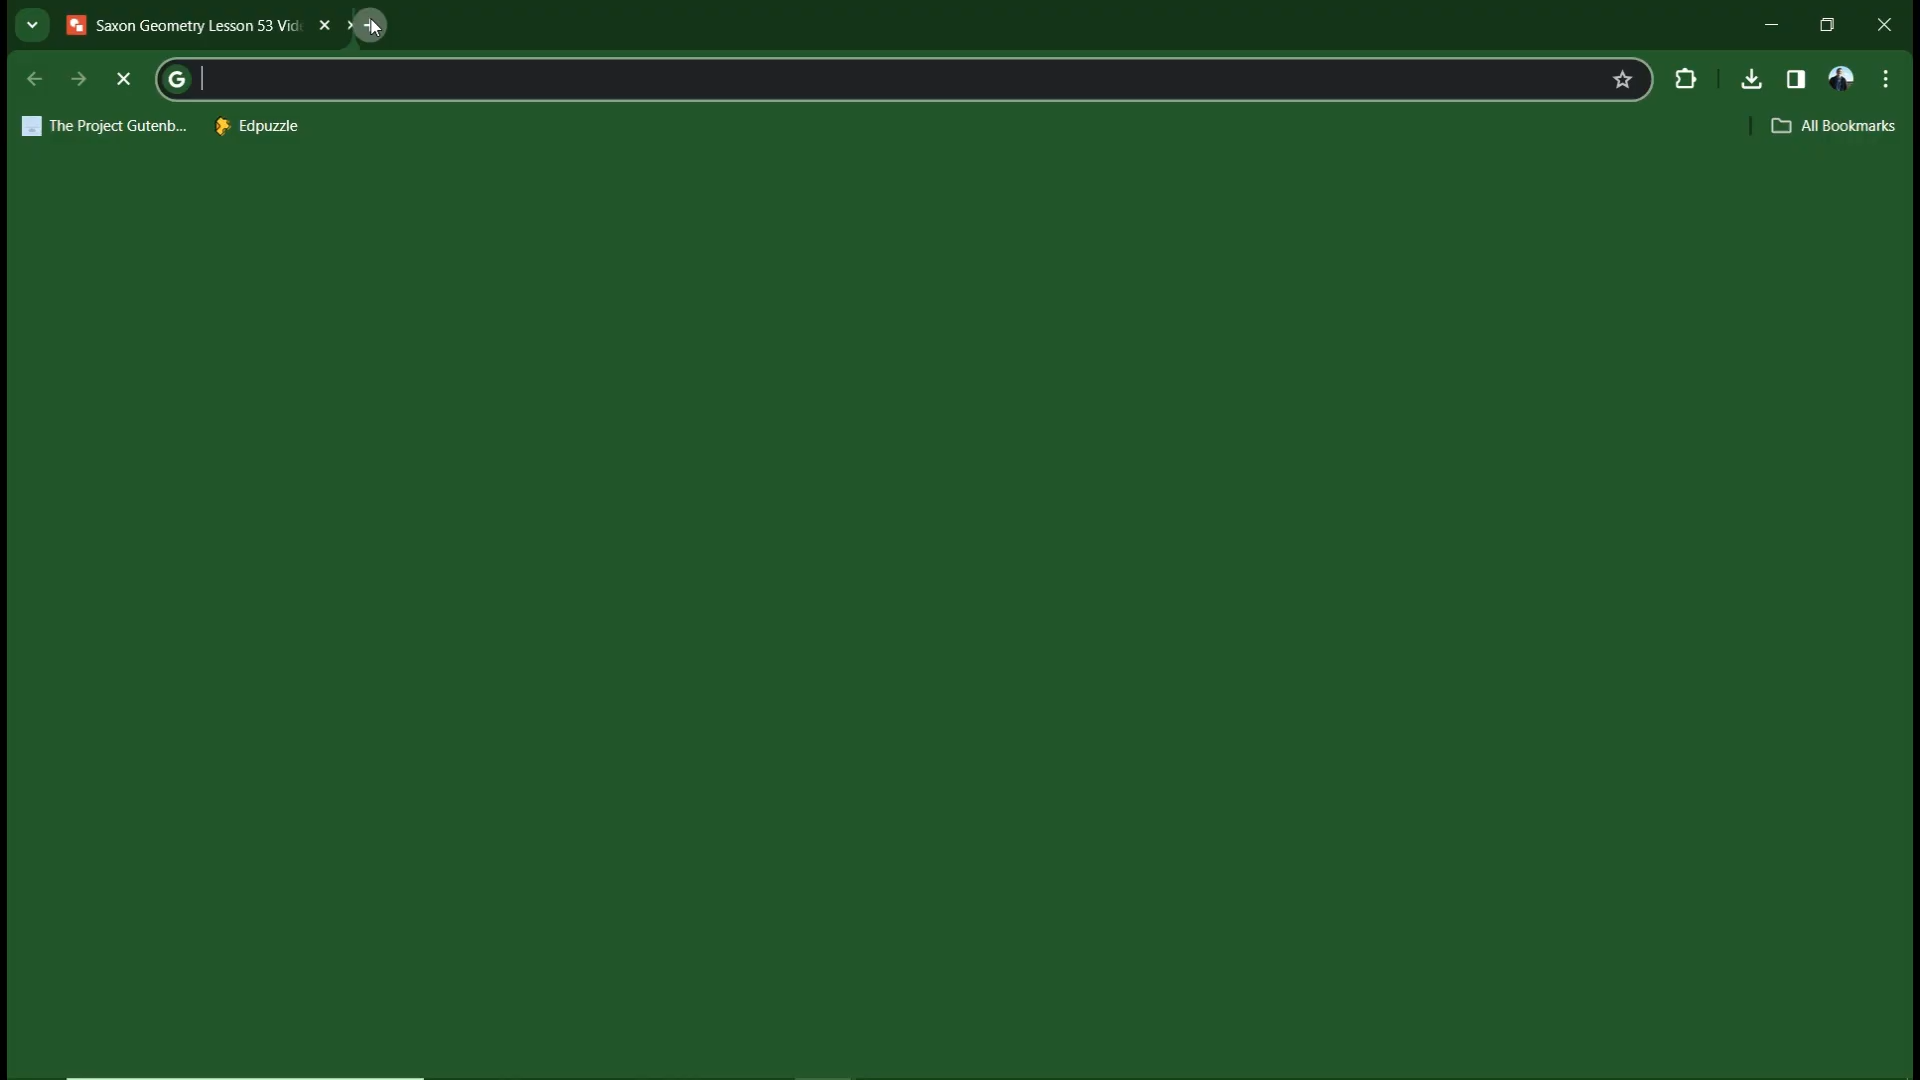 Saxon Geometry Lesson 53 Vid
G
The Project Gutenb...
Edpuzzle
All Bookmarks